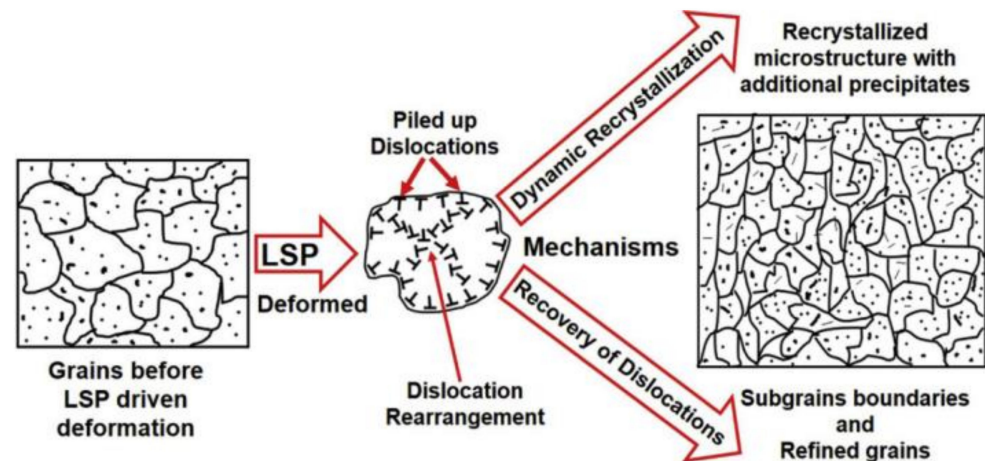 Grains before
LSP driven
deformation
LSP
Deformed
Piled up
Dislocations
Dislocation
Rearrangement
Mechanisms
Dynamic Recrystallization
Recovery of Dislocations
Recrystallized
microstructure with
additional precipitates
Subgrains boundaries
and
Refined grains